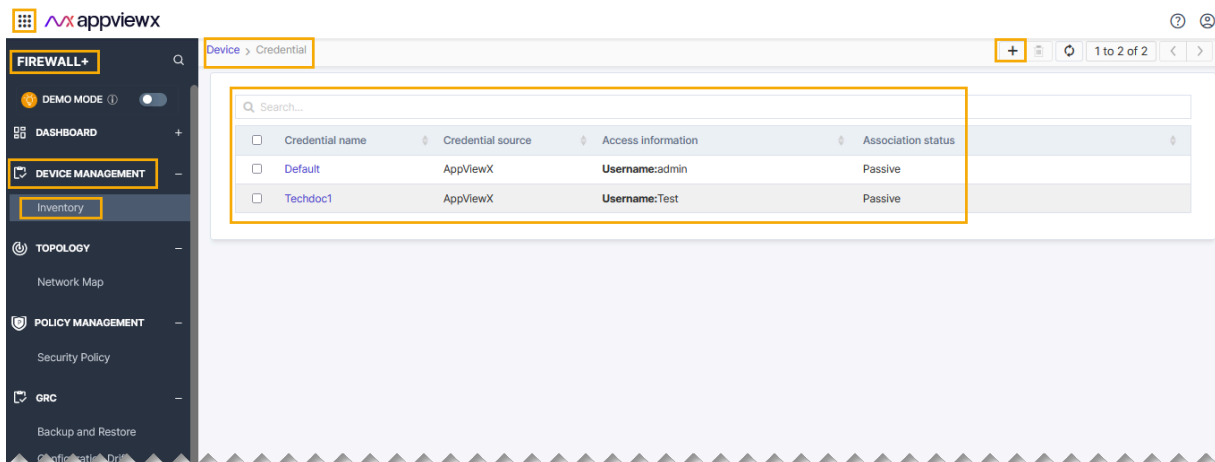 appviewx
FIREWALL+
DEMO MODE
DASHBOARD +
DEVICE MANAGEMENT –
Inventory
TOPOLOGY –
Network Map
POLICY MANAGEMENT –
Security Policy
GRC –
Backup and Restore
Configuration Drift
Device > Credential
+ 1 to 2 of 2 < >
Search...
Credential name Credential source Access information Association status
Default AppViewX Username:admin Passive
Techdoc1 AppViewX Username:Test Passive